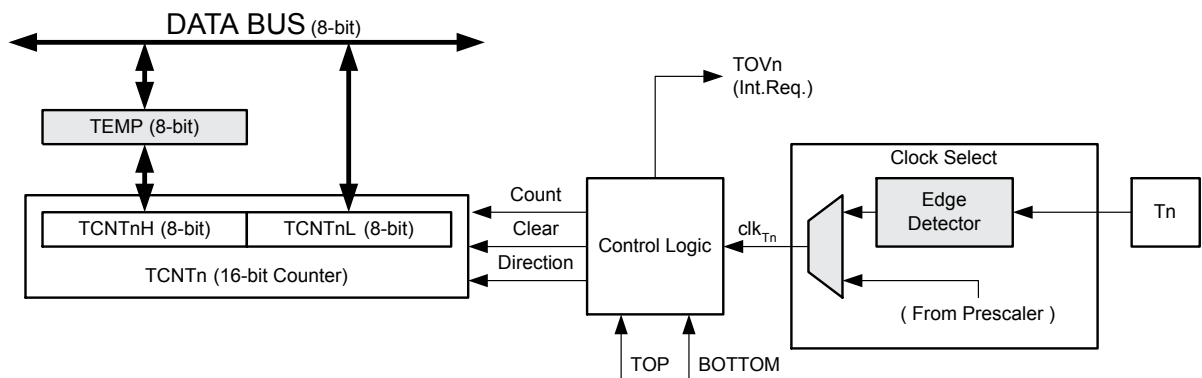 DATA BUS (8-bit)
TEMP (8-bit)
TCNTnH (8-bit)
TCNTnL (8-bit)
TCNTn (16-bit Counter)
Count
Clear
Direction
Control Logic
TOVn
(Int.Req.)
TOP
BOTTOM
clkTn
Clock Select
Edge
Detector
( From Prescaler )
Tn